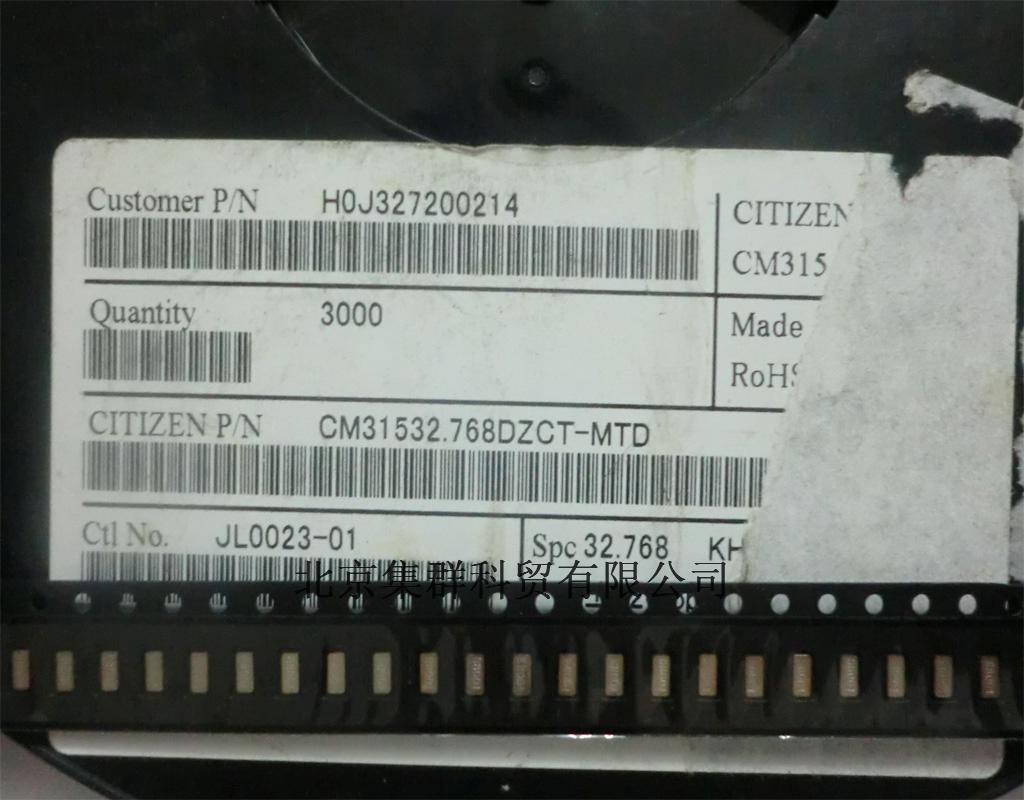 Customer P/N H0J327200214
CITIZEN
CM315
Quantity 3000
Made
RoHS
CITIZEN P/N CM31532.768DZCT-MTD
Ctl No. JL0023-01
Spc 32.768 KH
北京集群科贸有限公司